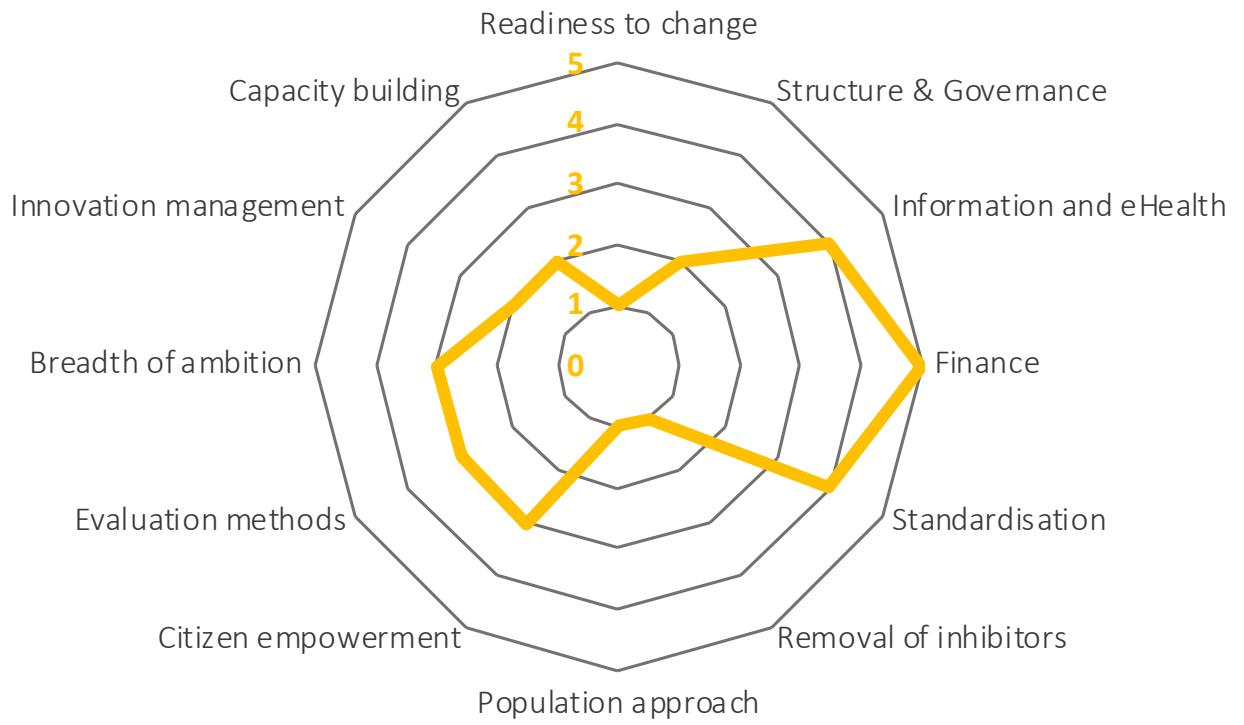 Readiness to change
5
Capacity building
Structure & Governance
4
3
Innovation management
Information and eHealth
2
1
Breadth of ambition
0
Finance
Evaluation methods
Standardisation
Citizen empowerment
Removal of inhibitors
Population approach